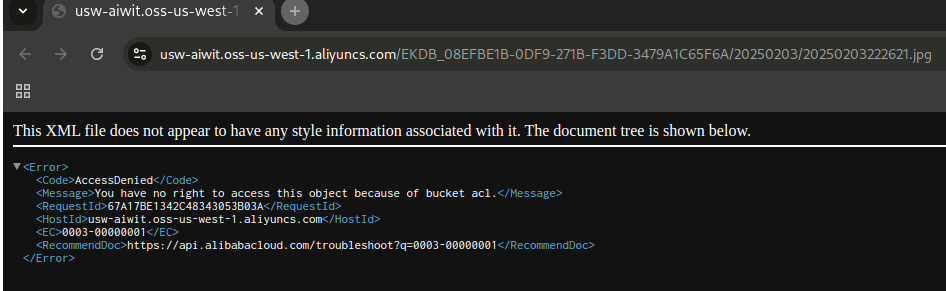 usw-aiwit.oss-us-west-1
usw-aiwit.oss-us-west-1.aliyuncs.com/EKDB_08EFBE1B-0DF9-271B-F3DD-3479A1C65F6A/20250203/20250203222621.jpg
This XML file does not appear to have any style information associated with it. The document tree is shown below.
<Error>
<Code>AccessDenied</Code>
<Message>You have no right to access this object because of bucket acl.</Message>
<RequestId>67A17BE1342C48343053B03A</RequestId>
<HostId>usw-aiwit.oss-us-west-1.aliyuncs.com</HostId>
<EC>0003-00000001</EC>
<RecommendDoc>https://api.alibabacloud.com/troubleshoot?q=0003-00000001</RecommendDoc>
</Error>